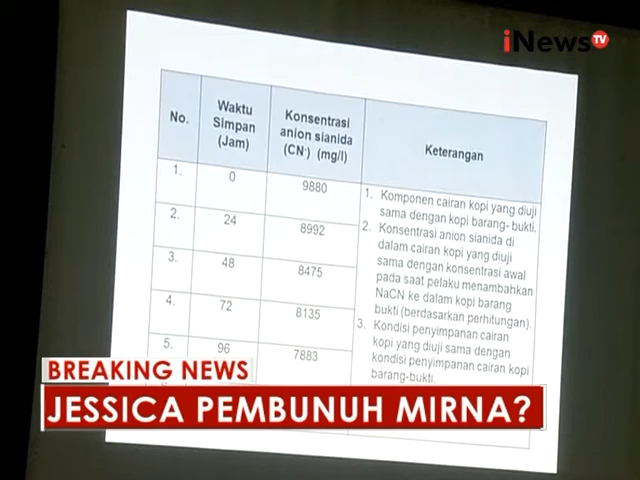 iNews TV
No.
Waktu
Simpan
(Jam)
Konsentrasi
anion sianida
(CN-) (mg/l)
Keterangan
1. 0 9880
2. 24 8992
3. 48 8475
4. 72 8135
5. 96 7883
1. Komponen cairan kopi yang diuji
sama dengan kopi barang- bukti.
2. Konsentrasi anion sianida di
dalam cairan kopi yang diuji
sama dengan konsentrasi awal
pada saat pelaku menambahkan
NaCN ke dalam kopi barang
bukti (berdasarkan perhitungan).
3. Kondisi penyimpanan cairan
kopi yang diuji sama dengan
kondisi penyimpanan cairan kopi
barang-bukti.
BREAKING NEWS
JESSICA PEMBUNUH MIRNA?